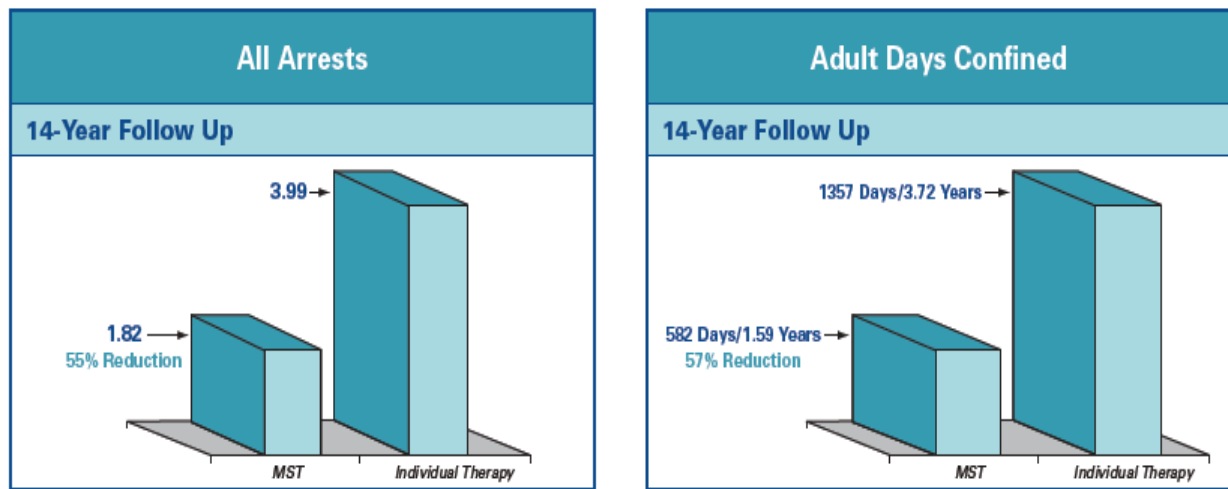 All Arrests
14-Year Follow Up
3.99
1.82
55% Reduction
MST
Individual Therapy
Adult Days Confined
14-Year Follow Up
1357 Days/3.72 Years
582 Days/1.59 Years
57% Reduction
MST
Individual Therapy